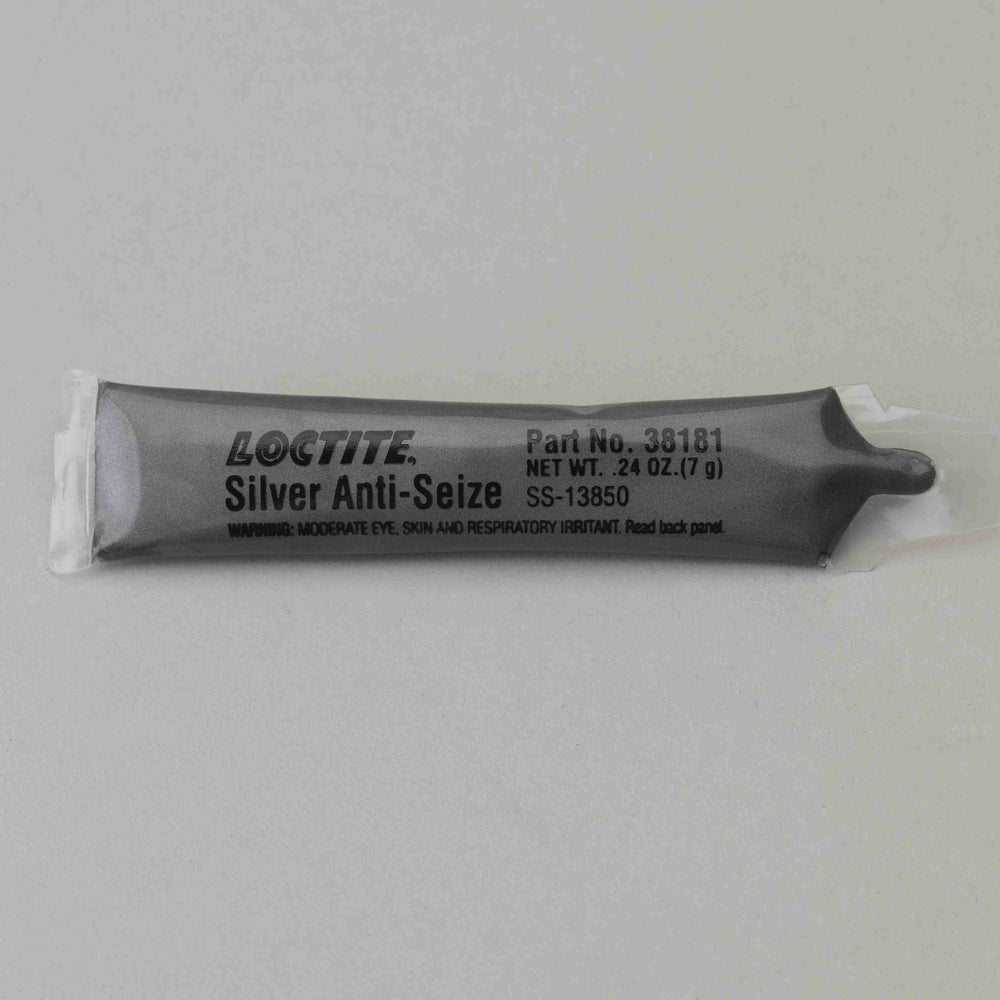 LOCTITE®
Silver Anti-Seize
WARNING: MODERATE EYE, SKIN AND RESPIRATORY IRRITANT. Read back panel.
Part No. 38181
NET WT. .24 OZ.(7 g)
SS-13850